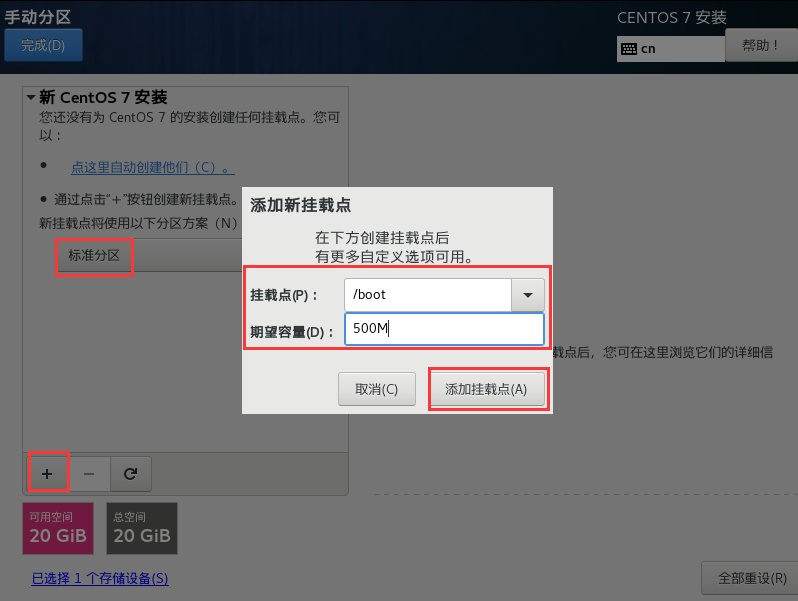 手动分区
CENTOS 7 安装
完成(D)
cn
帮助！
新 CentOS 7 安装
您还没有为 CentOS 7 的安装创建任何挂载点。您可
以：
点这里自动创建他们（C）。
通过点击“+”按钮创建新挂载点。
新挂载点将使用以下分区方案（N）
标准分区
添加新挂载点
在下方创建挂载点后
有更多自定义选项可用。
挂载点(P)：
/boot
期望容量(D)：
500M
取消(C)
添加挂载点(A)
载点后，您可在这里浏览它们的详细信
+
−
可用空间
20 GiB
总空间
20 GiB
已选择 1 个存储设备(S)
全部重设(R)